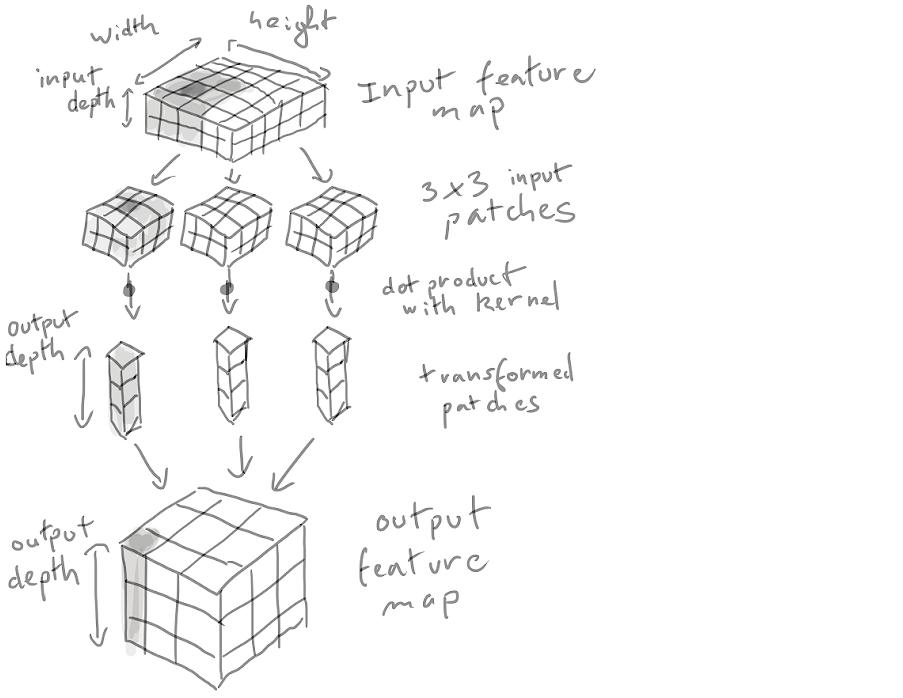 width
height
input
depth
Input feature
map
3x3 input
patches
dot product
with kernel
output
depth
transformed
patches
output
depth
output
feature
map